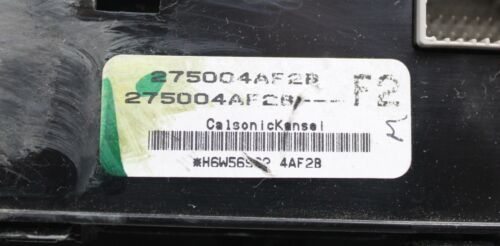 275004AF2B
275004AF2B--- F2
M
CalsonicKansei
4AF2B